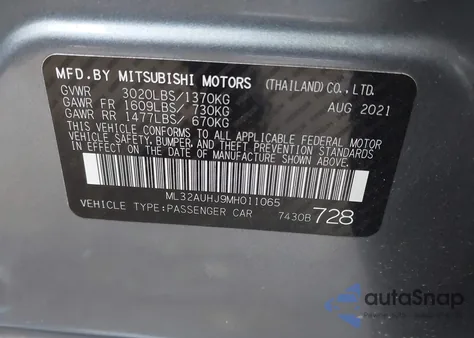 MFD.BY MITSUBISHI MOTORS (THAILAND) CO., LTD.
GVWR 3020LBS/1370KG AUG 2021
GAWR FR 1609LBS/ 730KG
GAWR RR 1477LBS/ 670KG
THIS VEHICLE CONFORMS TO ALL APPLICABLE FEDERAL MOTOR
VEHICLE SAFETY, BUMPER, AND THEFT PREVENTION STANDARDS
IN EFFECT ON THE DATE OF MANUFACTURE SHOWN ABOVE.
ML32AUHJ9MH011065
VEHICLE TYPE:PASSENGER CAR 7430B 728
autoSnap